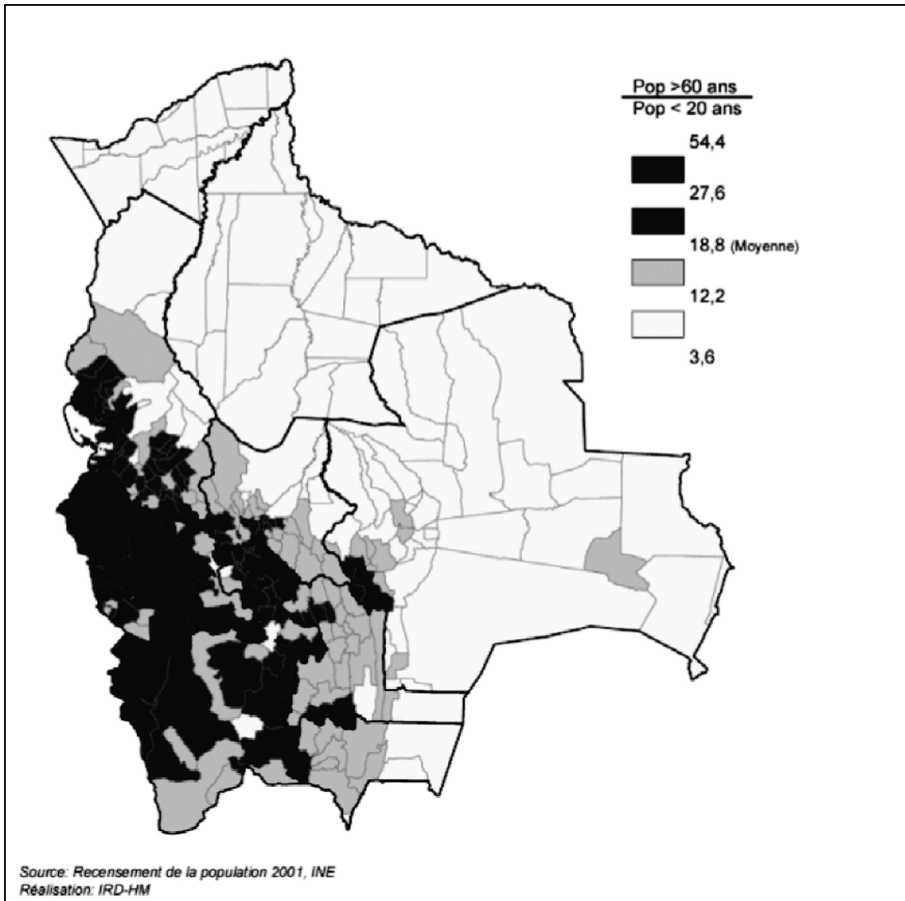 Pop >60 ans
Pop < 20 ans
54,4
27,6
18,8 (Moyenne)
12,2
3,6
Source: Recensement de la population 2001, INE
Réalisation: IRD-HM